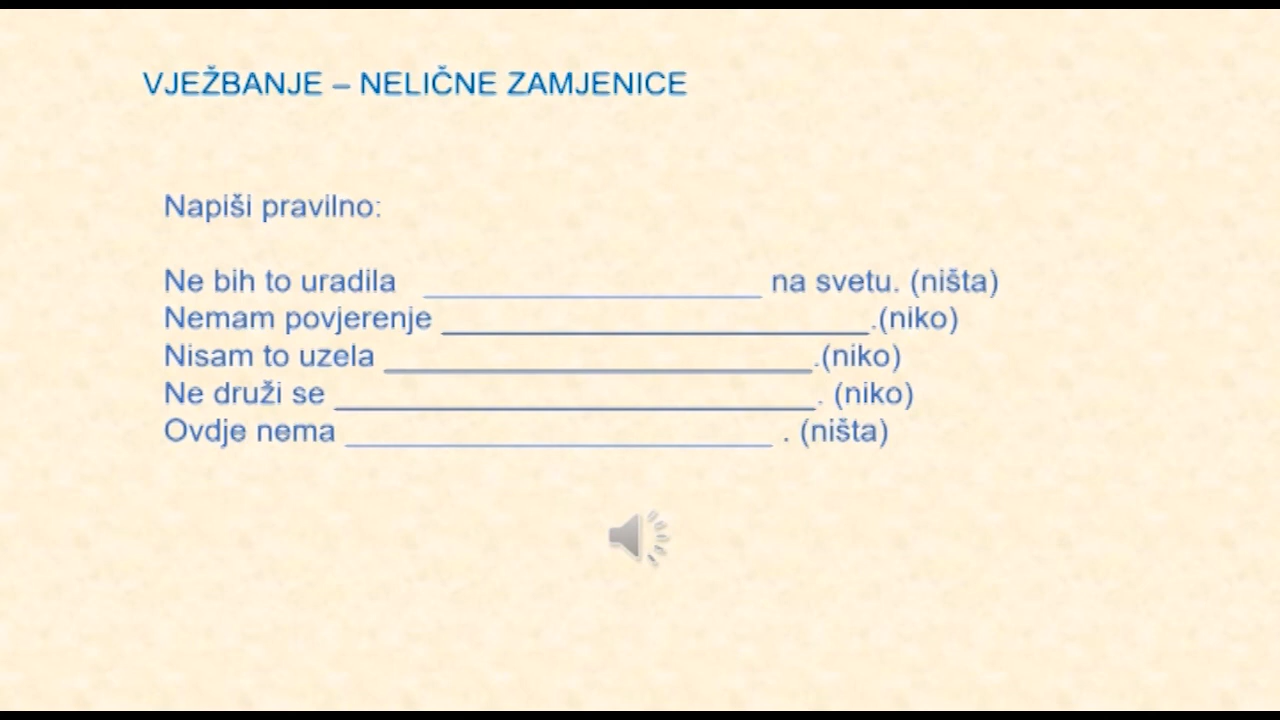 VJEŽBANJE – NELIČNE ZAMJENICE
Napiši pravilno:
Ne bih to uradila ____________________ na svetu. (ništa)
Nemam povjerenje _________________________.(niko)
Nisam to uzela _________________________.(niko)
Ne druži se ____________________________. (niko)
Ovdje nema _________________________ . (ništa)